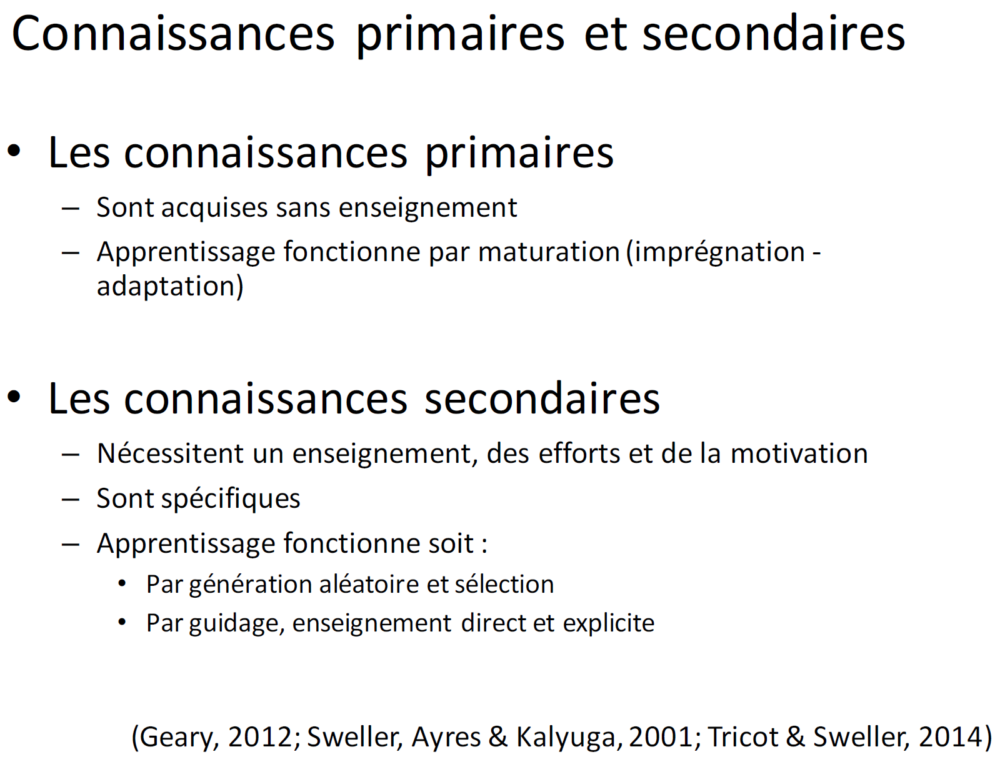 Connaissances primaires et secondaires
• Les connaissances primaires
– Sont acquises sans enseignement
– Apprentissage fonctionne par maturation (imprégnation -
adaptation)
• Les connaissances secondaires
– Nécessitent un enseignement, des efforts et de la motivation
– Sont spécifiques
– Apprentissage fonctionne soit :
• Par génération aléatoire et sélection
• Par guidage, enseignement direct et explicite
(Geary, 2012; Sweller, Ayres & Kalyuga, 2001; Tricot & Sweller, 2014)